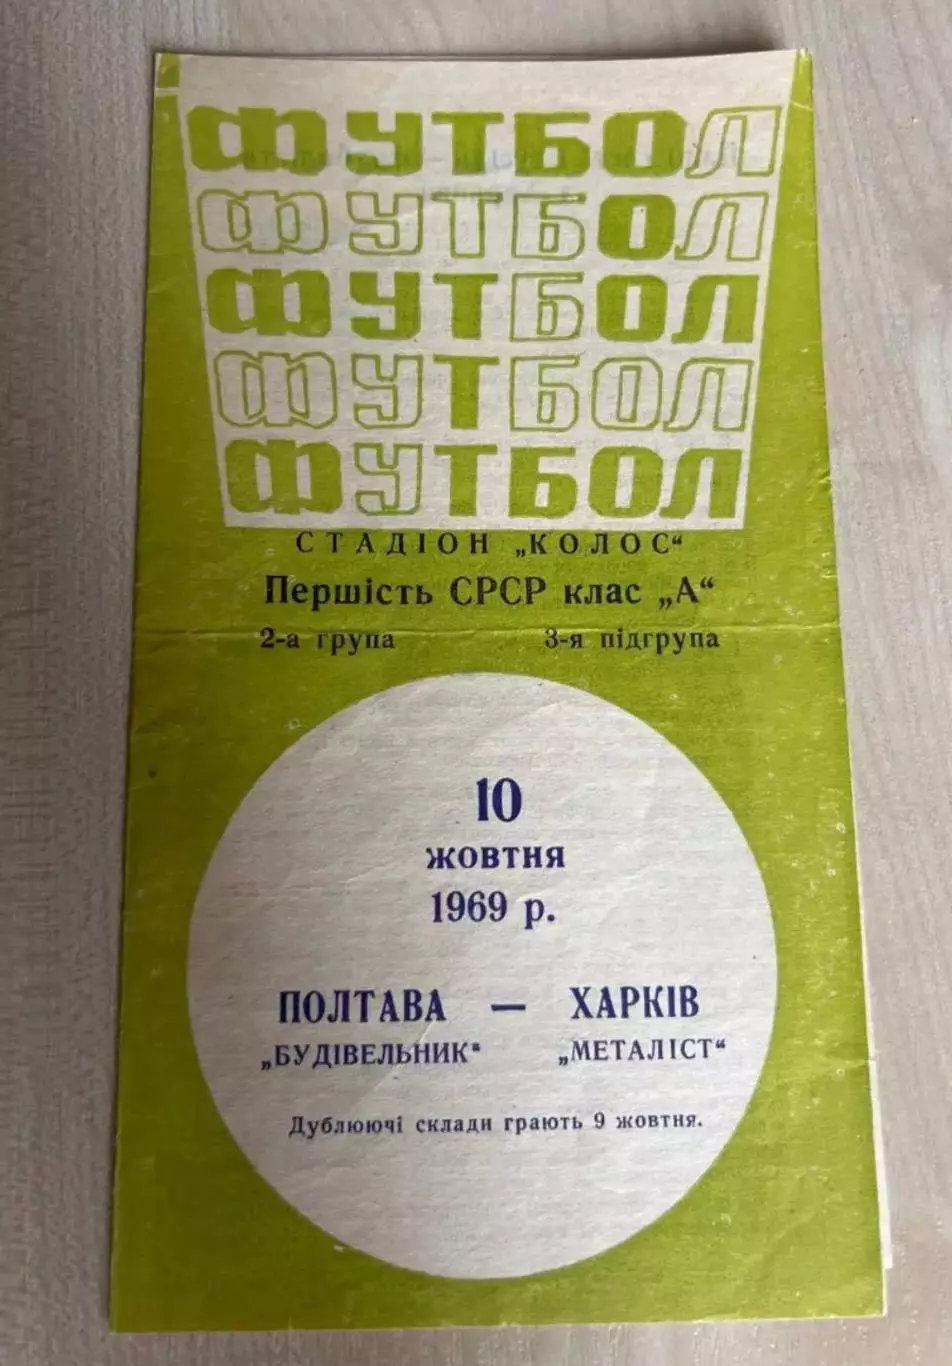 ФУТБОЛ
ФУТБОЛ
ФУТБОЛ
ФУТБОЛ
ФУТБОЛ
СТАДІОН „КОЛОС“
Першість СРСР клас „А“
2-а група 3-я підгрупа
10
жовтня
1969 р.
ПОЛТАВА — ХАРКІВ
„БУДІВЕЛЬНИК“ „МЕТАЛІСТ“
Дублюючі склади грають 9 жовтня.